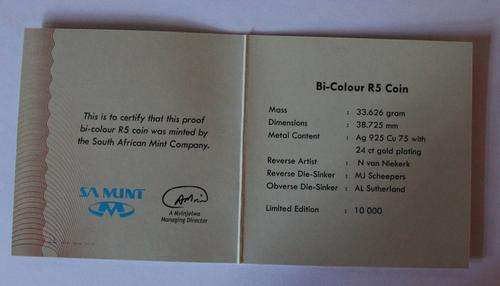 This is to certify that this proof
bi-colour R5 coin was minted by
the South African Mint Company.
SA MINT
A Mvinjelwa
Managing Director
Bi-Colour R5 Coin
Mass : 33.626 gram
Dimensions : 38.725 mm
Metal Content : Ag 925 Cu 75 with
24 ct gold plating
Reverse Artist : N van Niekerk
Reverse Die-Sinker : MJ Scheepers
Obverse Die-Sinker : AL Sutherland
Limited Edition : 10 000